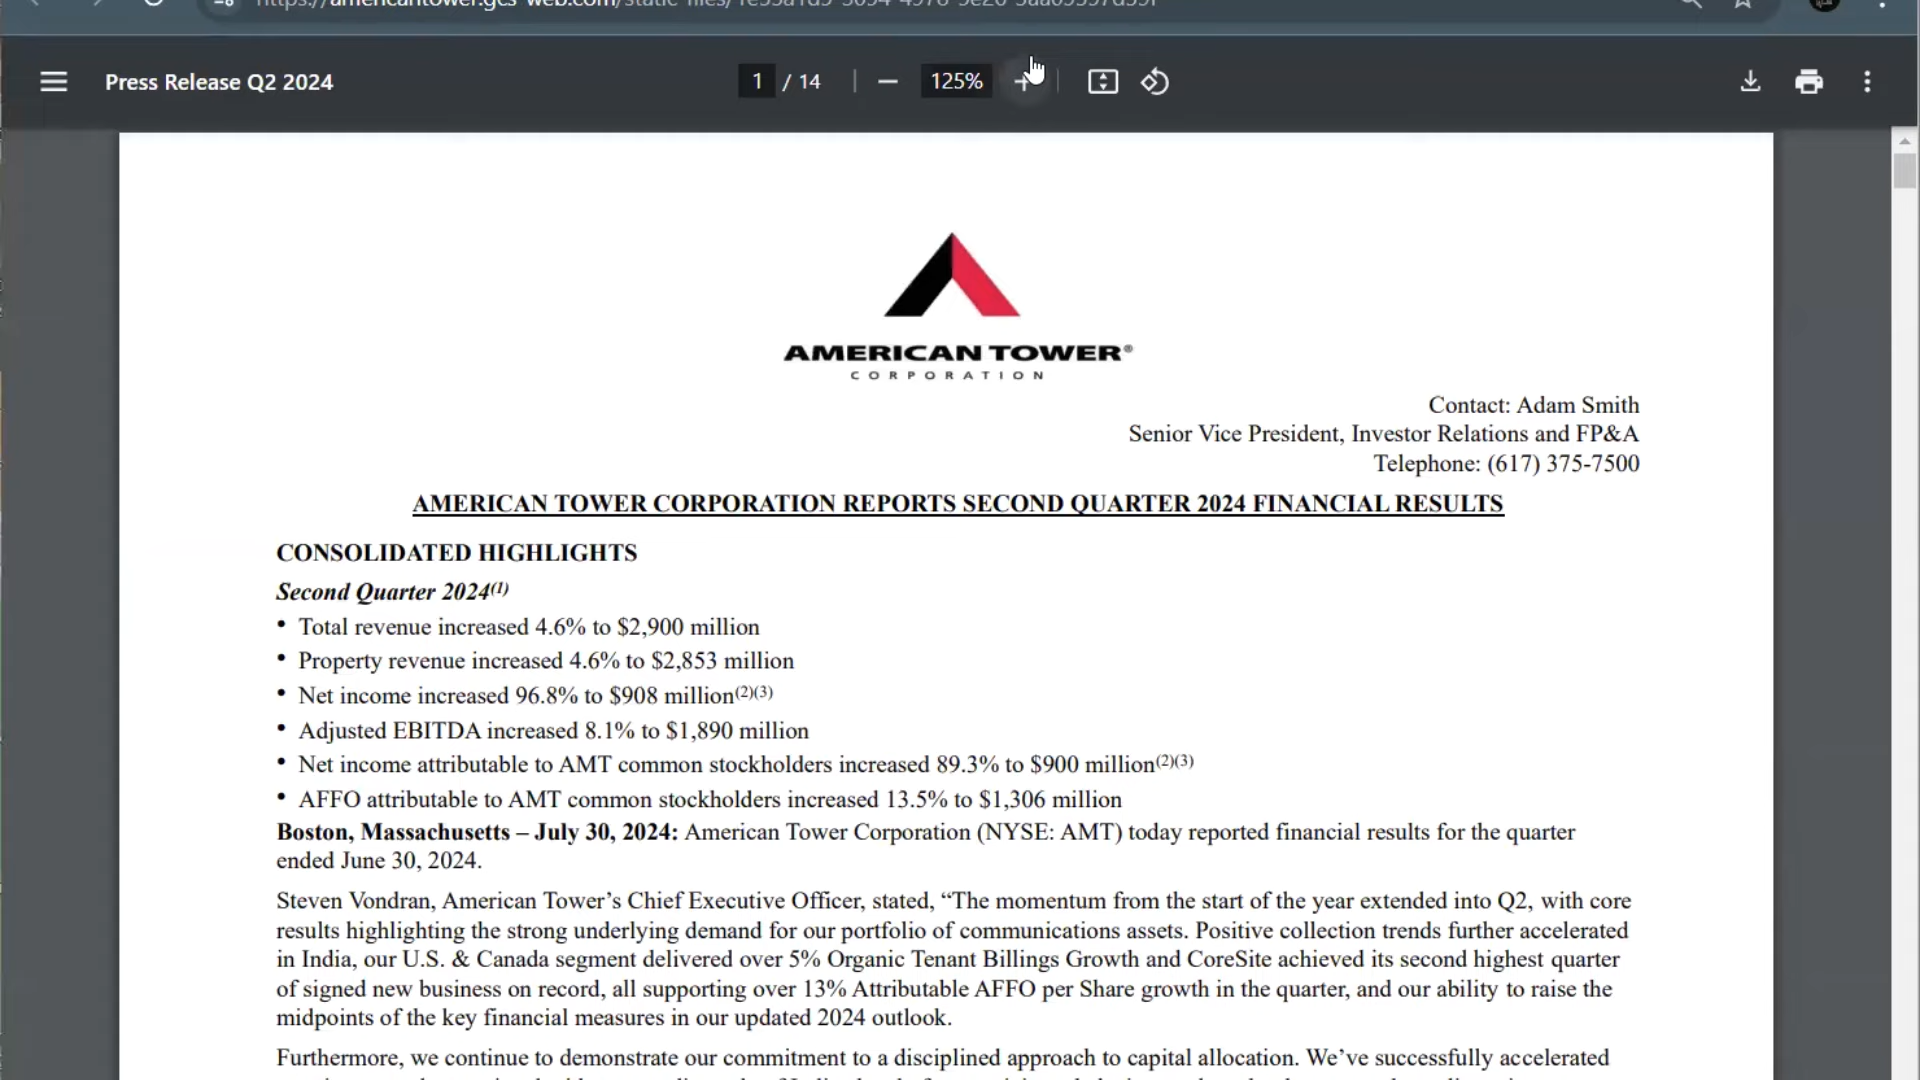 Press Release Q2 2024
1 / 14
125%
AMERICAN TOWER®
CORPORATION
Contact: Adam Smith
Senior Vice President, Investor Relations and FP&A
Telephone: (617) 375-7500
AMERICAN TOWER CORPORATION REPORTS SECOND QUARTER 2024 FINANCIAL RESULTS
CONSOLIDATED HIGHLIGHTS
Second Quarter 2024(1)
• Total revenue increased 4.6% to $2,900 million
• Property revenue increased 4.6% to $2,853 million
• Net income increased 96.8% to $908 million(2)(3)
• Adjusted EBITDA increased 8.1% to $1,890 million
• Net income attributable to AMT common stockholders increased 89.3% to $900 million(2)(3)
• AFFO attributable to AMT common stockholders increased 13.5% to $1,306 million
Boston, Massachusetts – July 30, 2024: American Tower Corporation (NYSE: AMT) today reported financial results for the quarter
ended June 30, 2024.
Steven Vondran, American Tower’s Chief Executive Officer, stated, “The momentum from the start of the year extended into Q2, with core
results highlighting the strong underlying demand for our portfolio of communications assets. Positive collection trends further accelerated
in India, our U.S. & Canada segment delivered over 5% Organic Tenant Billings Growth and CoreSite achieved its second highest quarter
of signed new business on record, all supporting over 13% Attributable AFFO per Share growth in the quarter, and our ability to raise the
midpoints of the key financial measures in our updated 2024 outlook.
Furthermore, we continue to demonstrate our commitment to a disciplined approach to capital allocation. We’ve successfully accelerated